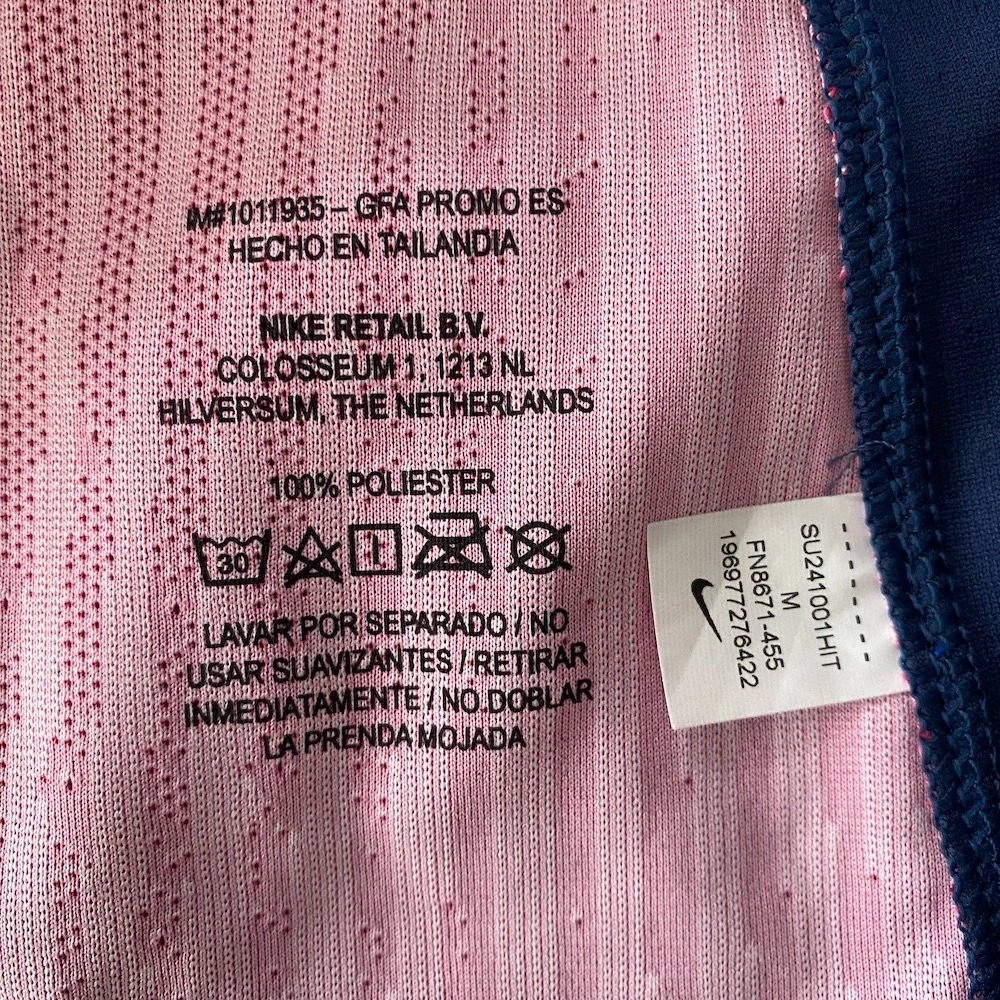 IM#1011935 – GFA PROMO ES
HECHO EN TAILANDIA
NIKE RETAIL B.V.
COLOSSEUM 1, 1213 NL
HILVERSUM, THE NETHERLANDS
100% POLIESTER
30
LAVAR POR SEPARADO / NO
USAR SUAVIZANTES / RETIRAR
INMEDIATAMENTE / NO DOBLAR
LA PRENDA MOJADA
SU241001HIT
M
FN8671-455
196977276422